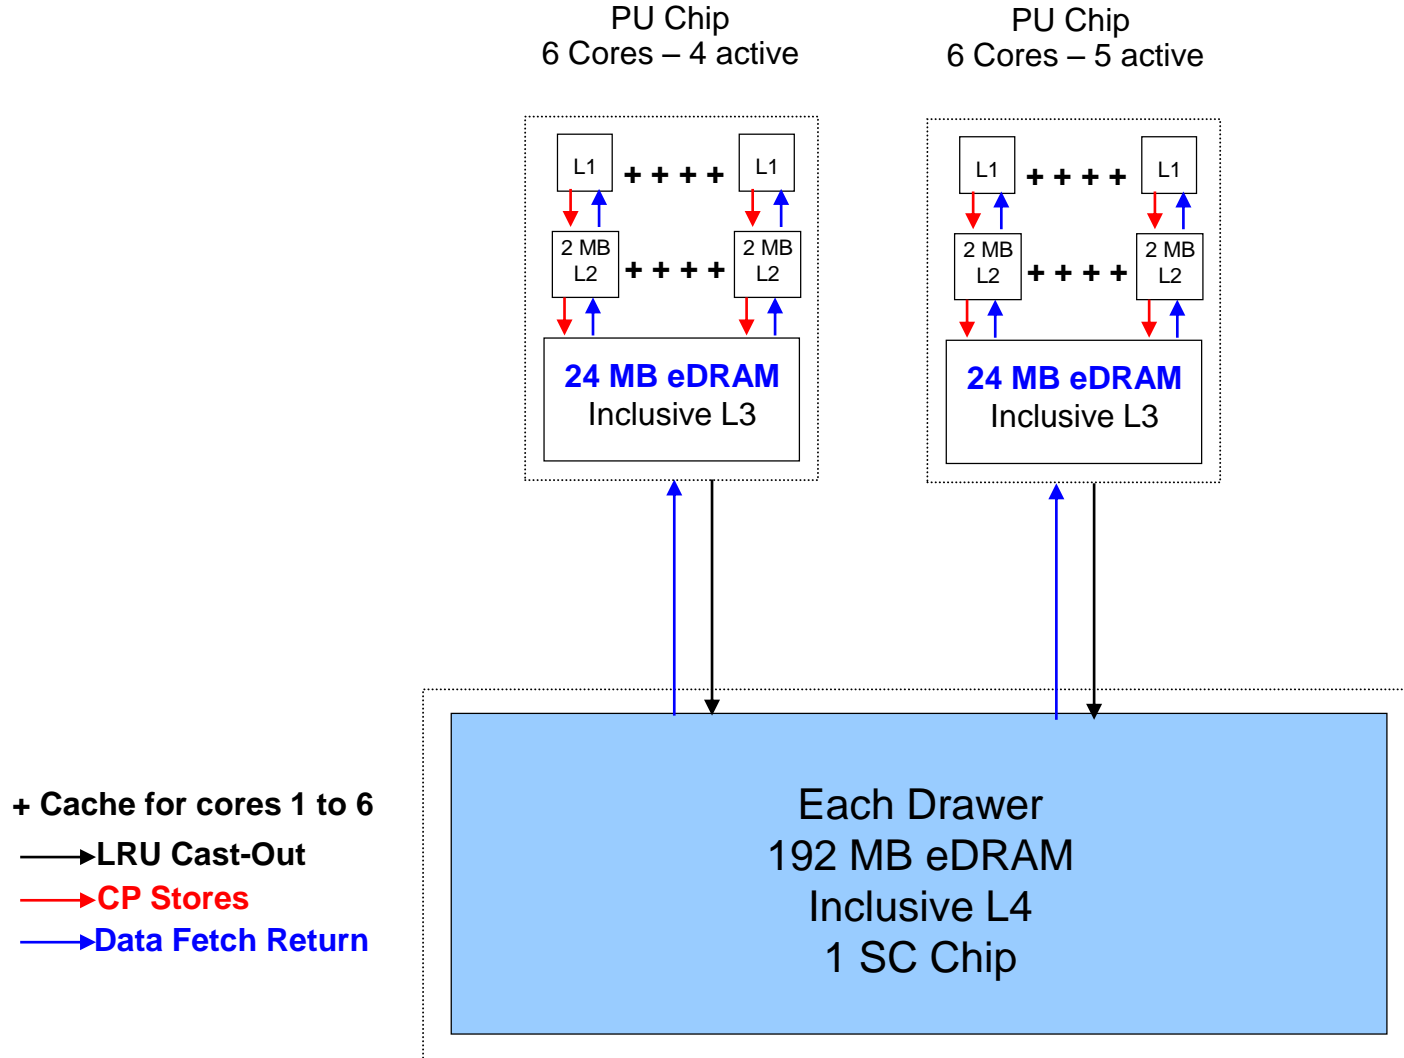 PU Chip
6 Cores – 4 active
PU Chip
6 Cores – 5 active
L1
+ + + +
L1
2 MB
L2
+ + + +
2 MB
L2
24 MB eDRAM
Inclusive L3
L1
+ + + +
L1
2 MB
L2
+ + + +
2 MB
L2
24 MB eDRAM
Inclusive L3
+ Cache for cores 1 to 6
LRU Cast-Out
CP Stores
Data Fetch Return
Each Drawer
192 MB eDRAM
Inclusive L4
1 SC Chip